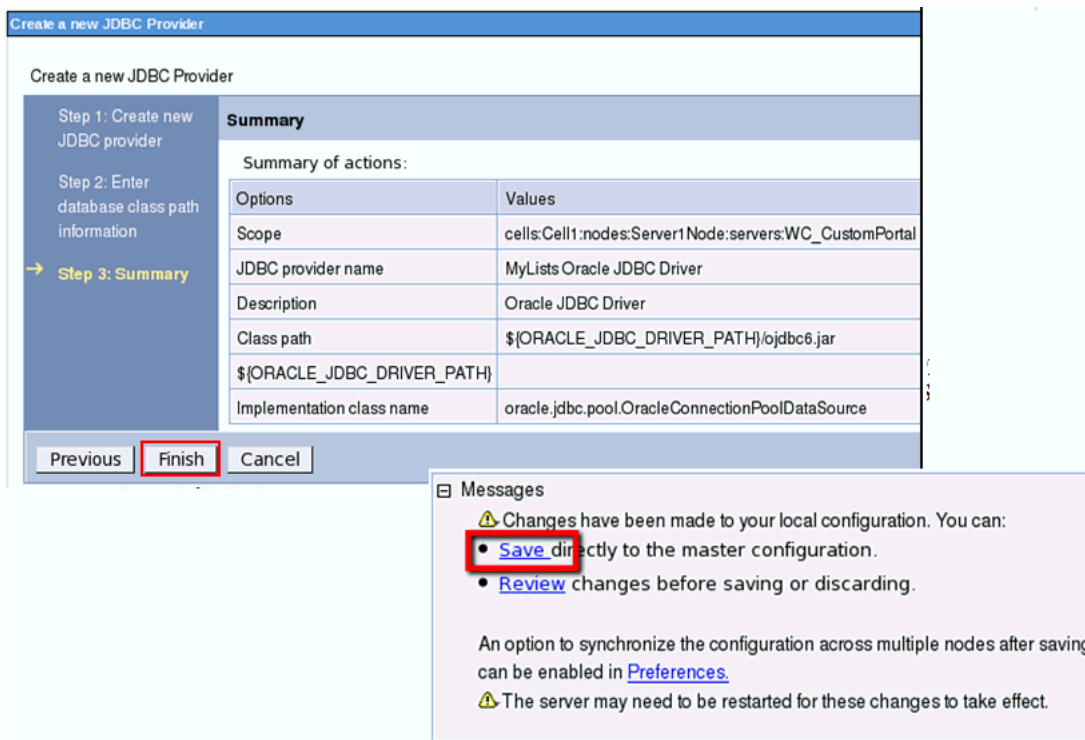 Create a new JDBC Provider
Create a new JDBC Provider
Step 1: Create new
JDBC provider
Step 2: Enter
database class path
information
Step 3: Summary
Summary
Summary of actions:
Options Values
Scope cells:Cell1:nodes:Server1Node:servers:WC_CustomPortal
JDBC provider name MyLists Oracle JDBC Driver
Description Oracle JDBC Driver
Class path ${ORACLE_JDBC_DRIVER_PATH}/ojdbc6.jar
${ORACLE_JDBC_DRIVER_PATH}
Implementation class name oracle.jdbc.pool.OracleConnectionPoolDataSource
Previous Finish Cancel
Messages
Changes have been made to your local configuration. You can:
Save directly to the master configuration.
Review changes before saving or discarding.
An option to synchronize the configuration across multiple nodes after saving
can be enabled in Preferences.
The server may need to be restarted for these changes to take effect.